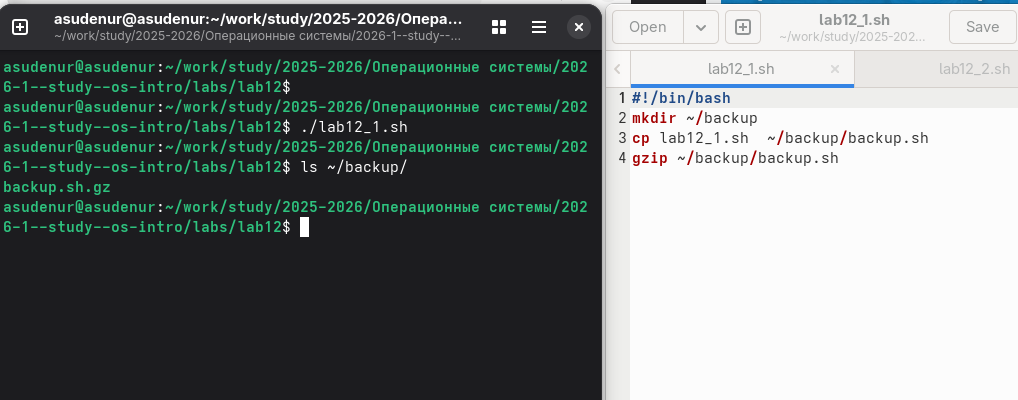 asudenur@asudenur:~/work/study/2025-2026/Опера...
~/work/study/2025-2026/Операционные системы/2026-1--study--...
asudenur@asudenur:~/work/study/2025-2026/Операционные системы/202
6-1--study--os-intro/labs/lab12$
asudenur@asudenur:~/work/study/2025-2026/Операционные системы/202
6-1--study--os-intro/labs/lab12$ ./lab12_1.sh
asudenur@asudenur:~/work/study/2025-2026/Операционные системы/202
6-1--study--os-intro/labs/lab12$ ls ~/backup/
backup.sh.gz
asudenur@asudenur:~/work/study/2025-2026/Операционные системы/202
6-1--study--os-intro/labs/lab12$
Open
lab12_1.sh
~/work/study/2025-202...
Save
lab12_1.sh
lab12_2.sh
1 #!/bin/bash
2 mkdir ~/backup
3 cp lab12_1.sh  ~/backup/backup.sh
4 gzip ~/backup/backup.sh